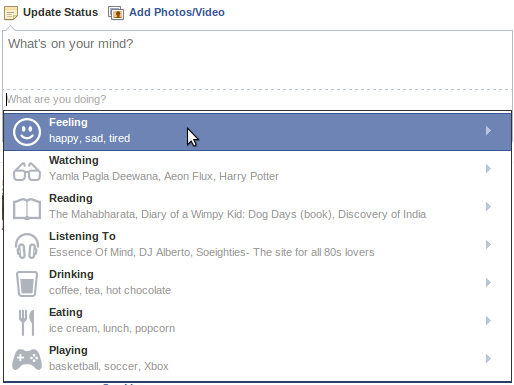 Update Status Add Photos/Video
What's on your mind?
What are you doing?
Feeling
happy, sad, tired
Watching
Yamla Pagla Deewana, Aeon Flux, Harry Potter
Reading
The Mahabharata, Diary of a Wimpy Kid: Dog Days (book), Discovery of India
Listening To
Essence Of Mind, DJ Alberto, Soeighties- The site for all 80s lovers
Drinking
coffee, tea, hot chocolate
Eating
ice cream, lunch, popcorn
Playing
basketball, soccer, Xbox